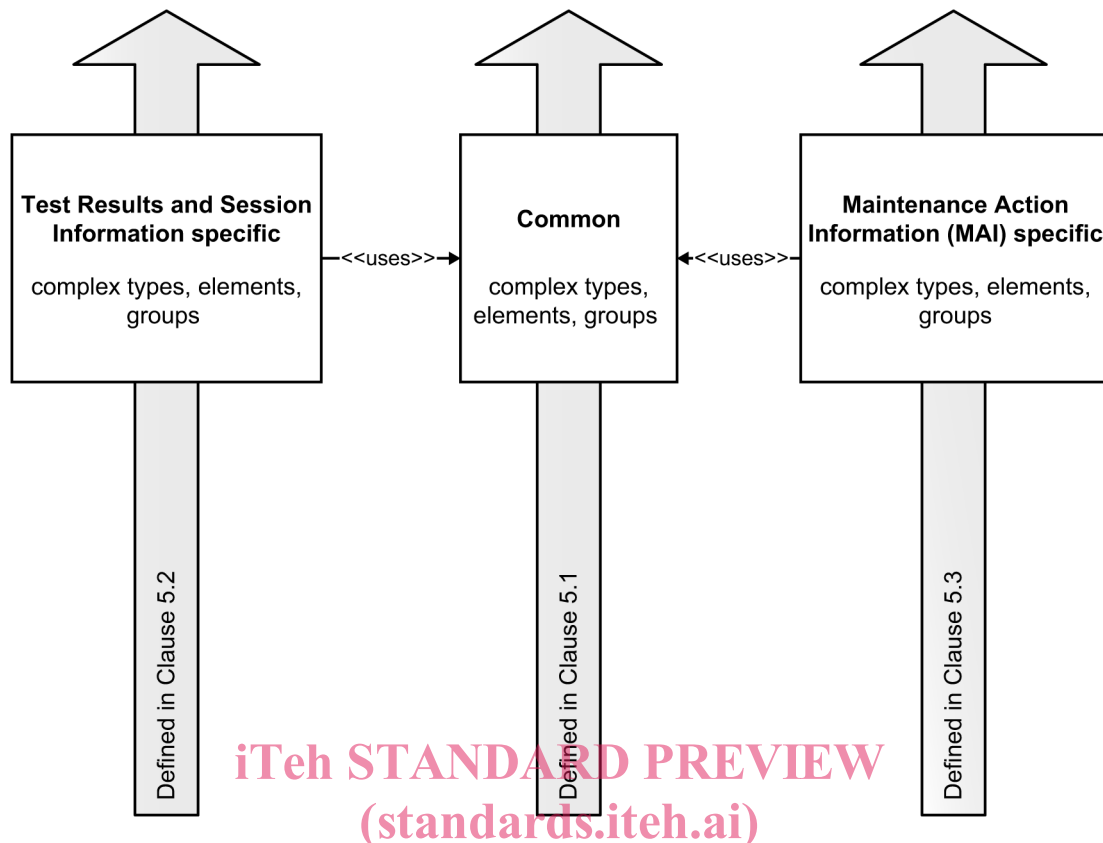 Test Results and Session
Information specific
complex types, elements,
groups
<<uses>>
Common
complex types,
elements, groups
<<uses>>
Maintenance Action
Information (MAI) specific
complex types, elements,
groups
Defined in Clause 5.2
Defined in Clause 5.1
Defined in Clause 5.3
iTeh STANDARD PREVIEW
(standards.iteh.ai)